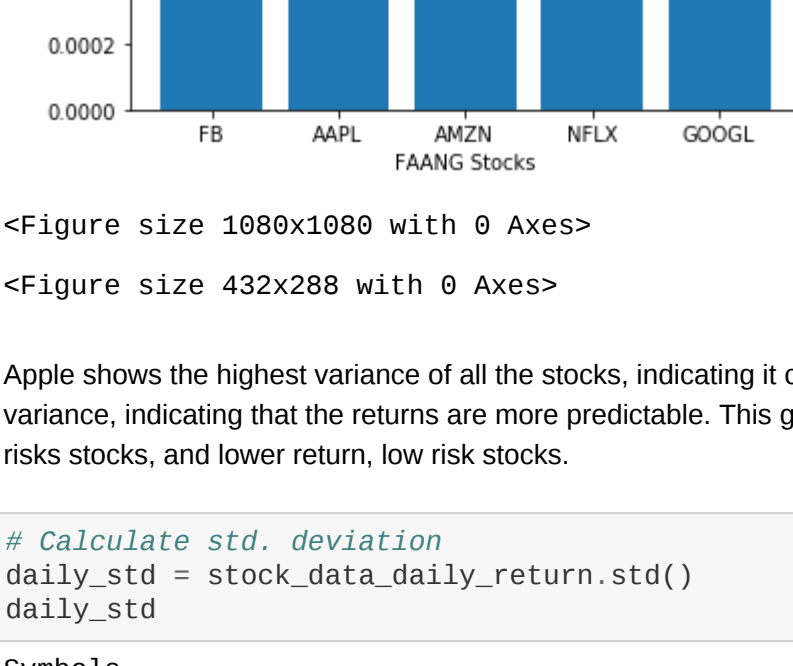 0.0002
0.0000
FB AAPL AMZN NFLX GOOGL
FAANG Stocks
<Figure size 1080x1080 with 0 Axes>
<Figure size 432x288 with 0 Axes>
Apple shows the highest variance of all the stocks, indicating it
variance, indicating that the returns are more predictable. This
risks stocks, and lower return, low risk stocks.
# Calculate std. deviation
daily_std = stock_data_daily_return.std()
daily_std
Symbols